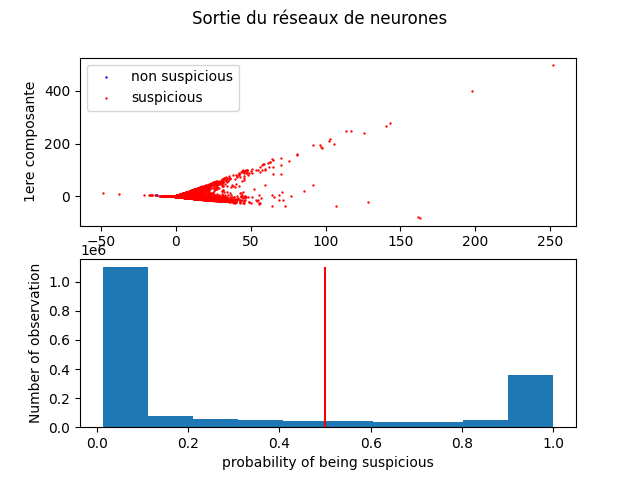 Sortie du réseaux de neurones
non suspicious
suspicious
1ere composante
400
200
0
−50 0 50 100 150 200 250
1e6
Number of observation
1.0
0.8
0.6
0.4
0.2
0.0
0.0 0.2 0.4 0.6 0.8 1.0
probability of being suspicious